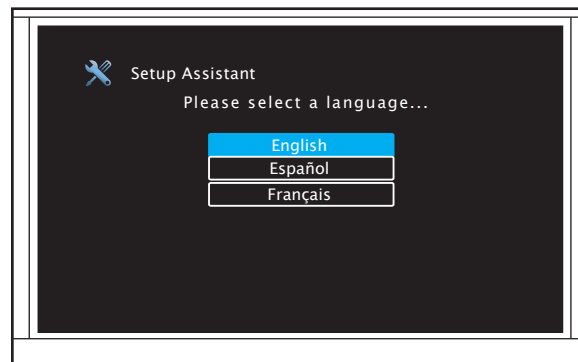 Setup Assistant
Please select a language...
English
Español
Français